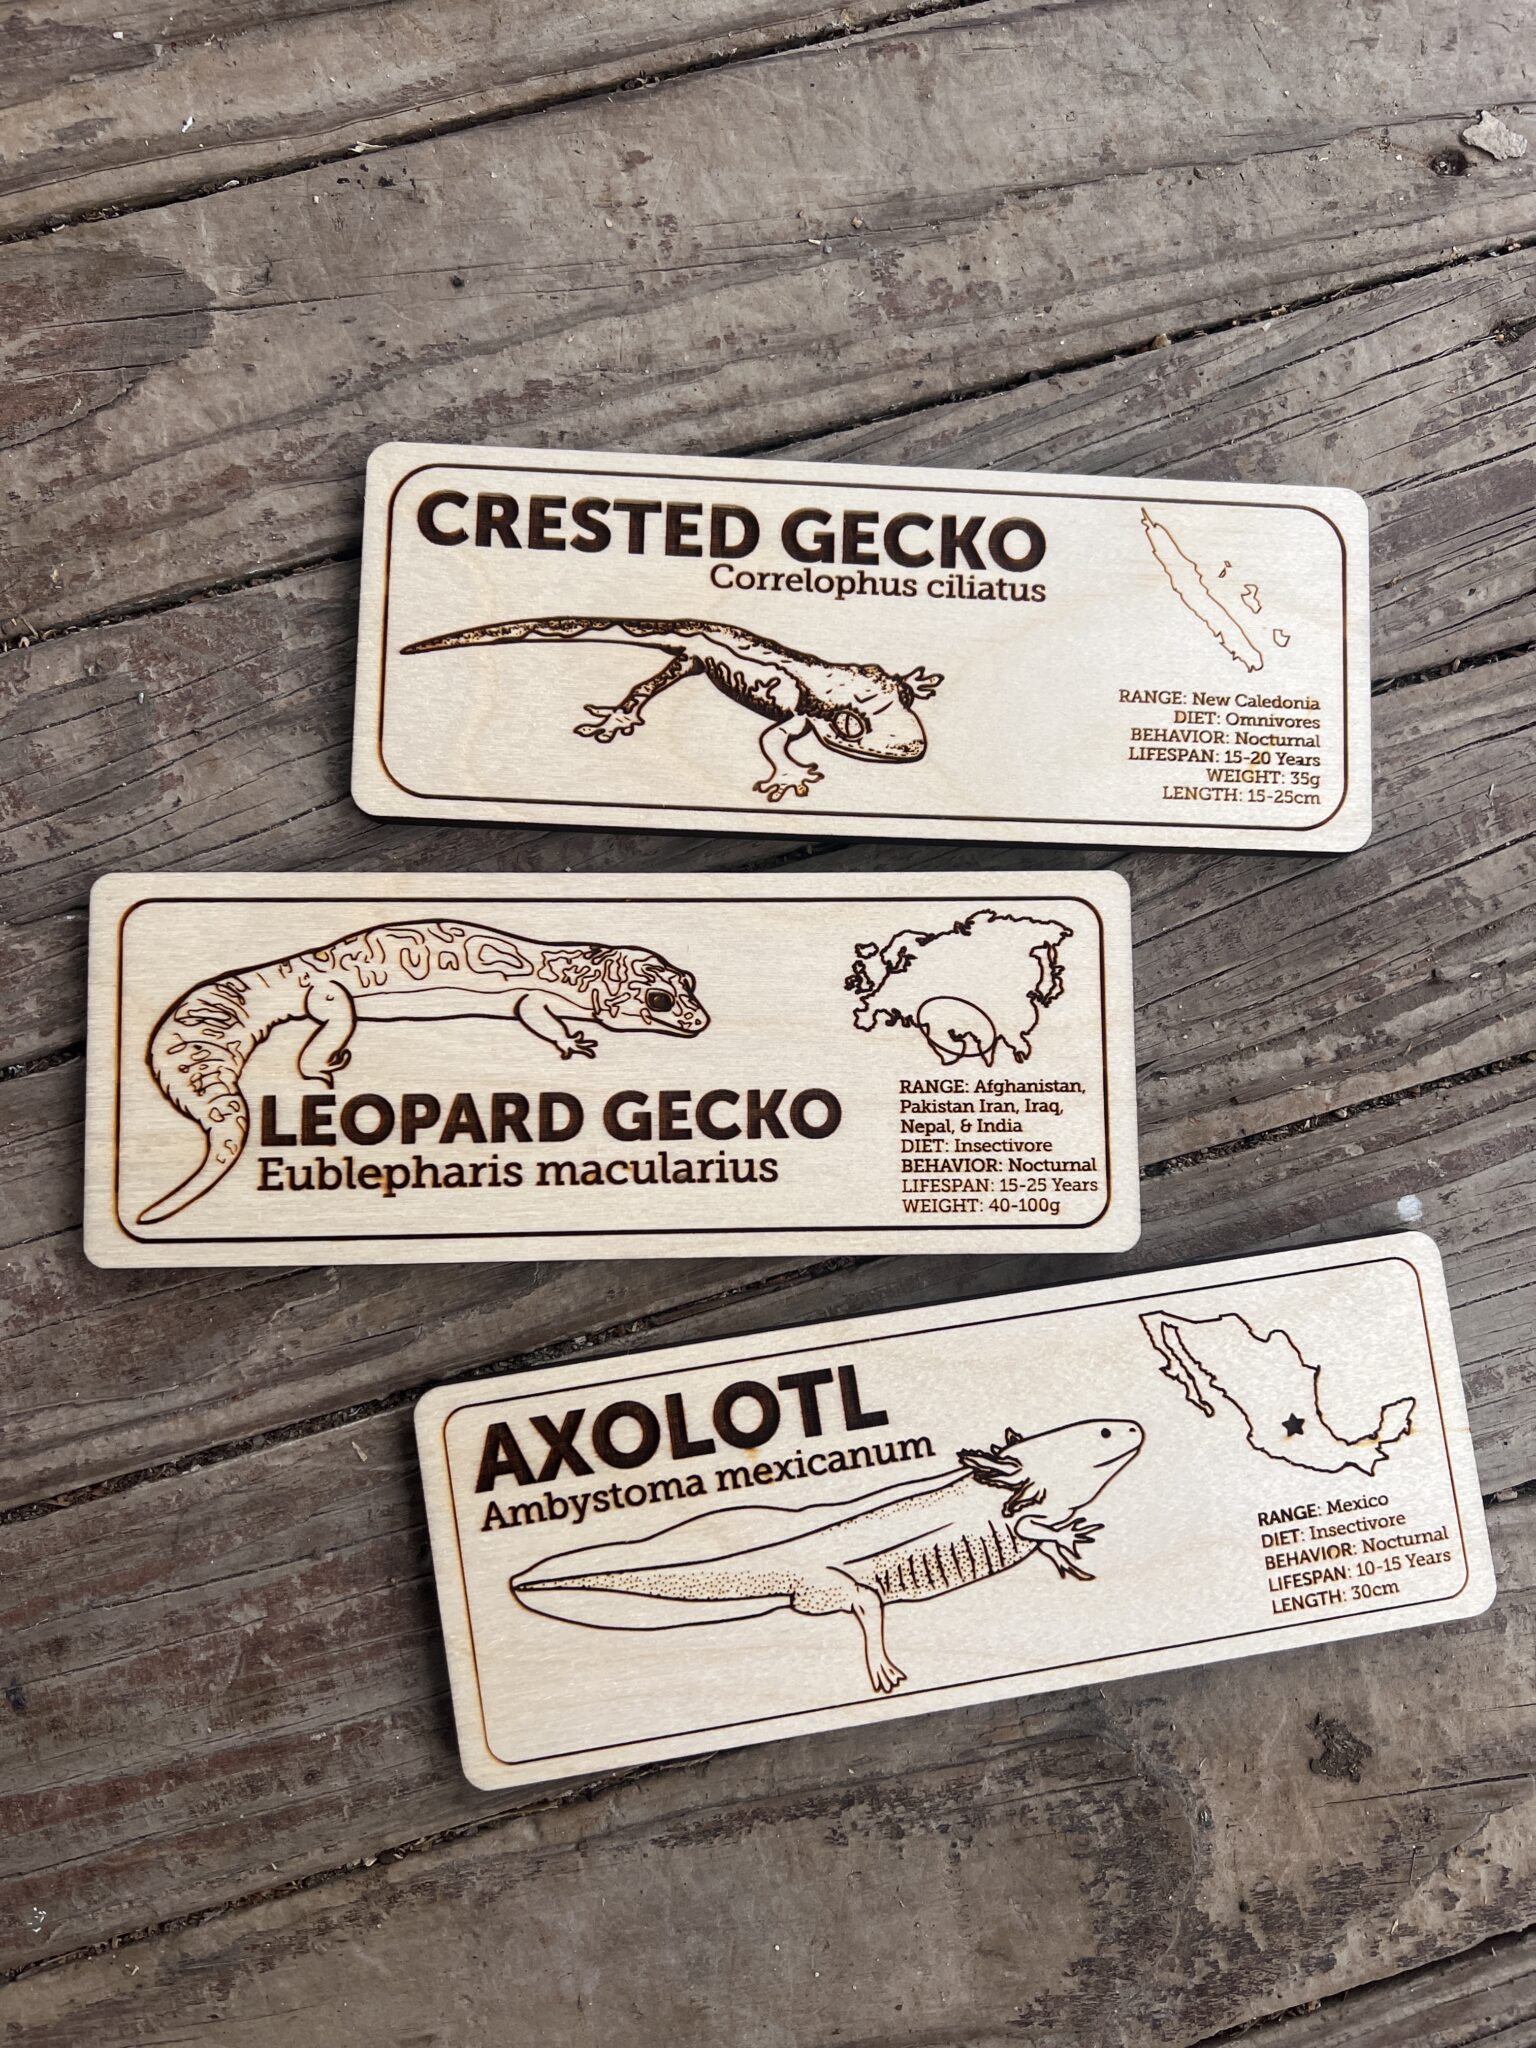 CRESTED GECKO
Correlophus ciliatus
RANGE: New Caledonia
DIET: Omnivores
BEHAVIOR: Nocturnal
LIFESPAN: 15-20 Years
WEIGHT: 35g
LENGTH: 15-25cm
LEOPARD GECKO
Eublepharis macularius
RANGE: Afghanistan,
Pakistan Iran, Iraq,
Nepal, & India
DIET: Insectivore
BEHAVIOR: Nocturnal
LIFESPAN: 15-25 Years
WEIGHT: 40-100g
AXOLOTL
Ambystoma mexicanum
RANGE: Mexico
DIET: Insectivore
BEHAVIOR: Nocturnal
LIFESPAN: 10-15 Years
LENGTH: 30cm